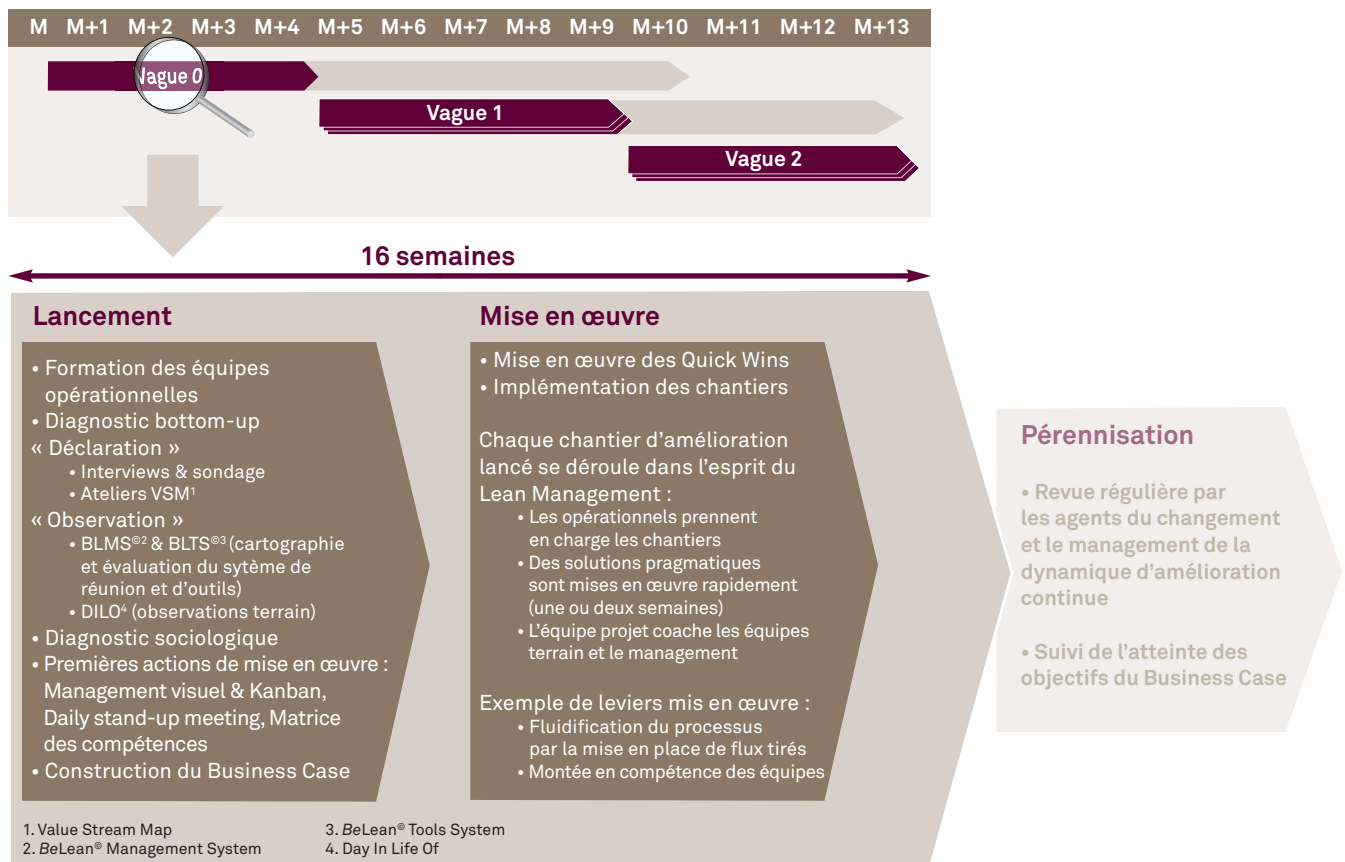 M M+1 M+2 M+3 M+4 M+5 M+6 M+7 M+8 M+9 M+10 M+11 M+12 M+13
Vague 0
Vague 1
Vague 2
16 semaines
Lancement
• Formation des équipes
opérationnelles
• Diagnostic bottom-up
« Déclaration »
• Interviews & sondage
• Ateliers VSM¹
« Observation »
• BLMS©² & BLTS©³ (cartographie
et évaluation du sytème de
réunion et d'outils)
• DILO⁴ (observations terrain)
• Diagnostic sociologique
• Premières actions de mise en œuvre :
Management visuel & Kanban,
Daily stand-up meeting, Matrice
des compétences
• Construction du Business Case
Mise en œuvre
• Mise en œuvre des Quick Wins
• Implémentation des chantiers
Chaque chantier d'amélioration
lancé se déroule dans l'esprit du
Lean Management :
• Les opérationnels prennent
en charge les chantiers
• Des solutions pragmatiques
sont mises en œuvre rapidement
(une ou deux semaines)
• L'équipe projet coache les équipes
terrain et le management
Exemple de leviers mis en œuvre :
• Fluidification du processus
par la mise en place de flux tirés
• Montée en compétence des équipes
Pérennisation
• Revue régulière par
les agents du changement
et le management de la
dynamique d'amélioration
continue
• Suivi de l'atteinte des
objectifs du Business Case
1. Value Stream Map
2. BeLean© Management System
3. BeLean© Tools System
4. Day In Life Of